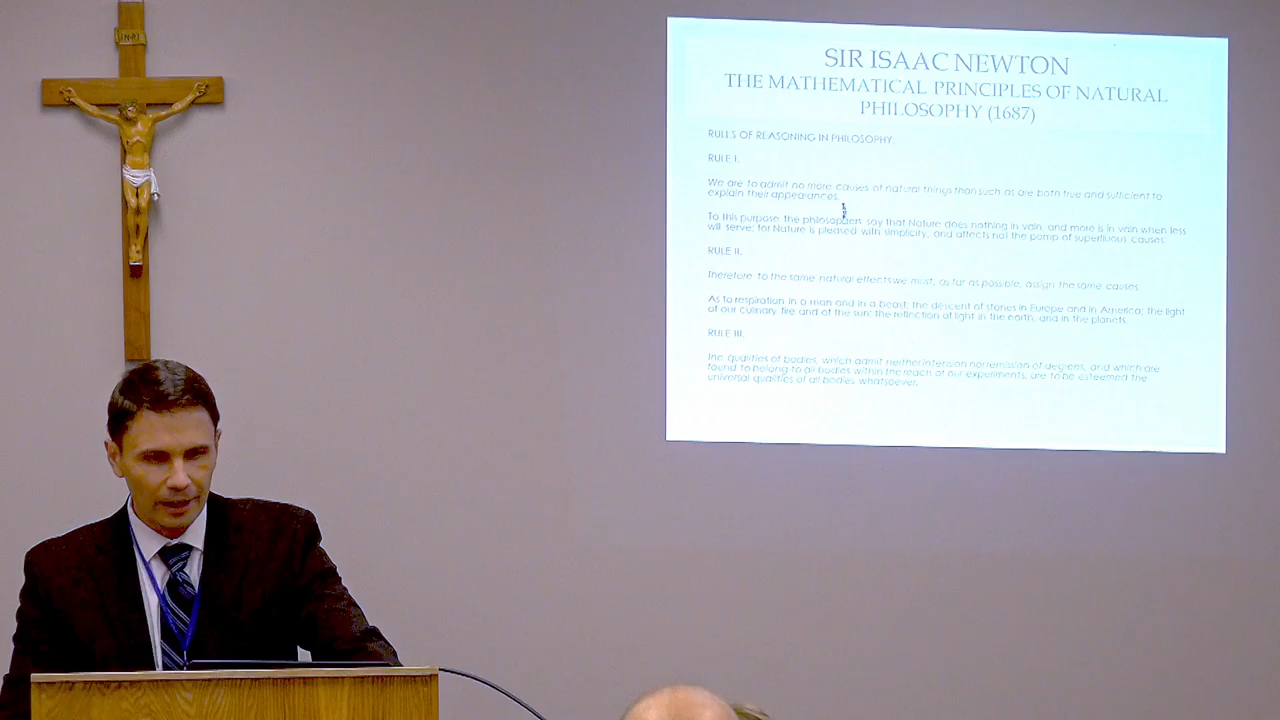 INRI
SIR ISAAC NEWTON
THE MATHEMATICAL PRINCIPLES OF NATURAL
PHILOSOPHY (1687)
RULES OF REASONING IN PHILOSOPHY.
RULE I.
We are to admit no more causes of natural things than such as are both true and sufficient to
explain their appearances.
To this purpose the philosophers say that Nature does nothing in vain, and more is in vain when less
will serve; for Nature is pleased with simplicity, and affects not the pomp of superfluous causes.
RULE II.
Therefore to the same natural effects we must, as far as possible, assign the same causes.
As to respiration in a man and in a beast; the descent of stones in Europe and in America; the light
of our culinary fire and of the sun; the reflection of light in the earth, and in the planets.
RULE III.
The qualities of bodies, which admit neither intension nor remission of degrees, and which are
found to belong to all bodies within the reach of our experiments, are to be esteemed the
universal qualities of all bodies whatsoever.